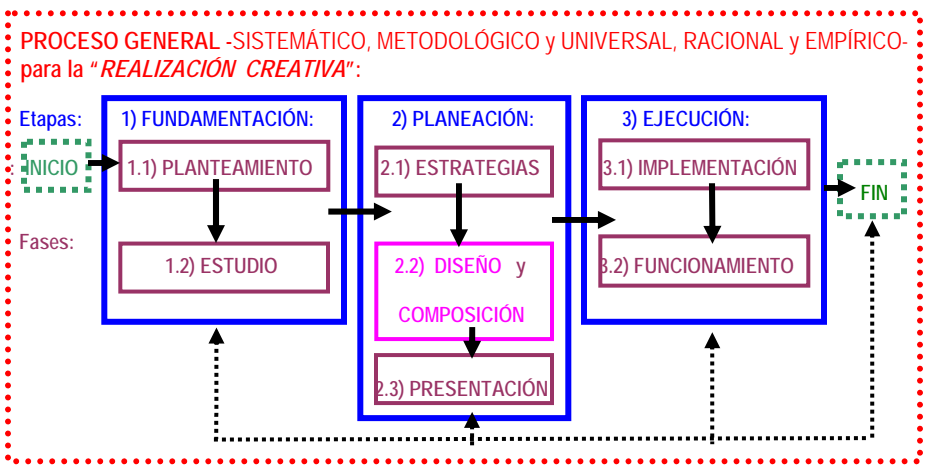 PROCESO GENERAL -SISTEMÁTICO, METODOLÓGICO y UNIVERSAL, RACIONAL y EMPÍRICO-
para la “REALIZACIÓN CREATIVA”:
Etapas:
1) FUNDAMENTACIÓN:
2) PLANEACIÓN:
3) EJECUCIÓN:
INICIO
1.1) PLANTEAMIENTO
2.1) ESTRATEGIAS
3.1) IMPLEMENTACIÓN
FIN
Fases:
1.2) ESTUDIO
2.2) DISEÑO y
COMPOSICIÓN
3.2) FUNCIONAMIENTO
2.3) PRESENTACIÓN